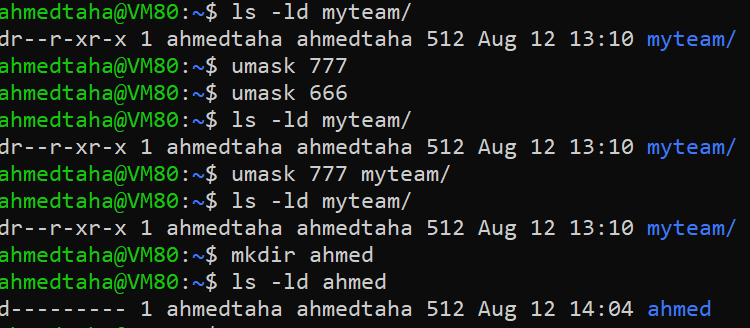 ahmedtaha@VM80:~$ ls -ld myteam/
dr--r-xr-x 1 ahmedtaha ahmedtaha 512 Aug 12 13:10 myteam/
ahmedtaha@VM80:~$ umask 777
ahmedtaha@VM80:~$ umask 666
ahmedtaha@VM80:~$ ls -ld myteam/
dr--r-xr-x 1 ahmedtaha ahmedtaha 512 Aug 12 13:10 myteam/
ahmedtaha@VM80:~$ umask 777 myteam/
ahmedtaha@VM80:~$ ls -ld myteam/
dr--r-xr-x 1 ahmedtaha ahmedtaha 512 Aug 12 13:10 myteam/
ahmedtaha@VM80:~$ mkdir ahmed
ahmedtaha@VM80:~$ ls -ld ahmed
d--------- 1 ahmedtaha ahmedtaha 512 Aug 12 14:04 ahmed